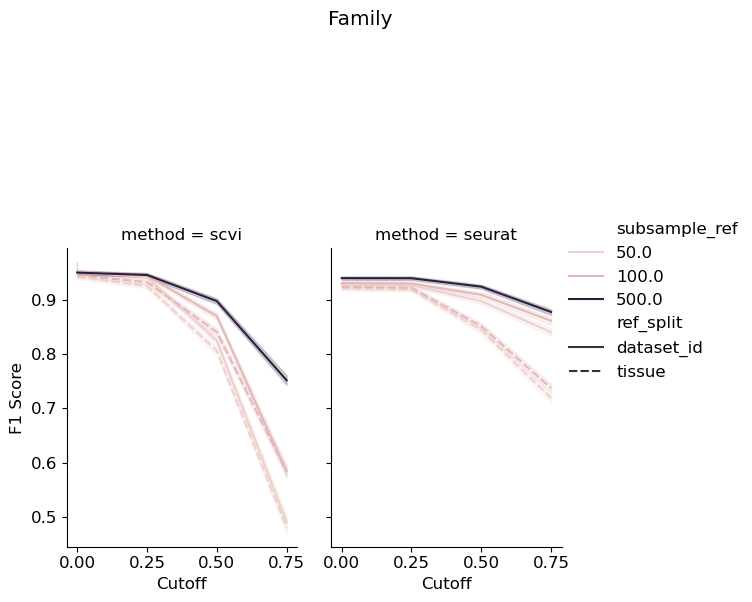 Family
method = scvi
method = seurat
F1 Score
0.9
0.8
0.7
0.6
0.5
0.00 0.25 0.50 0.75
0.00 0.25 0.50 0.75
Cutoff
Cutoff
subsample_ref
50.0
100.0
500.0
ref_split
dataset_id
tissue